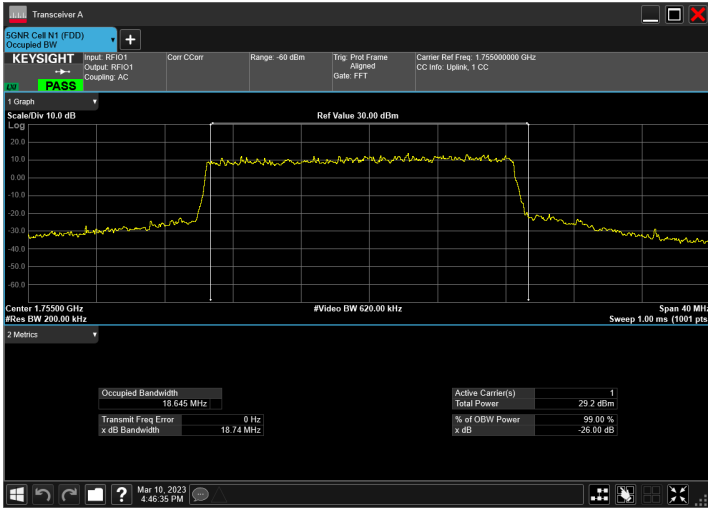 Transceiver A
5GNR Cell N1 (FDD)
Occupied BW
KEYSIGHT
Input: RFIO1
Output: RFIO1
Coupling: AC
Corr CCorr
Range: -60 dBm
Trig: Prot Frame
Aligned
Gate: FFT
Carrier Ref Freq: 1.755000000 GHz
CC Info: Uplink, 1 CC
PASS
1 Graph
Scale/Div 10.0 dB
Ref Value 30.00 dBm
Log
20.0
10.0
0.00
-10.0
-20.0
-30.0
-40.0
-50.0
-60.0
Center 1.75500 GHz
#Video BW 620.00 kHz
Span 40 MHz
#Res BW 200.00 kHz
Sweep 1.00 ms (1001 pts
2 Metrics
Occupied Bandwidth
18.645 MHz
Transmit Freq Error 0 Hz
x dB Bandwidth 18.74 MHz
Active Carrier(s) 1
Total Power 29.2 dBm
% of OBW Power 99.00 %
x dB -26.00 dB
?
Mar 10, 2023
4:46:35 PM